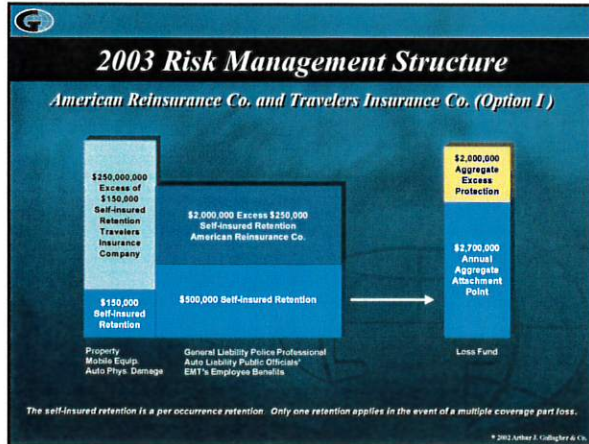 G
2003 Risk Management Structure
American Reinsurance Co. and Travelers Insurance Co. (Option I )
$250,000,000
Excess of
$150,000
Self-insured
Retention
Travelers
Insurance
Company
$150,000
Self-insured
Retention
$2,000,000 Excess $250,000
Self-insured Retention
American Reinsurance Co.
$500,000 Self-insured Retention
$2,000,000
Aggregate
Excess
Protection
$2,700,000
Annual
Aggregate
Attachment
Point
Property
Mobile Equip.
Auto Phys. Damage
General Liability Police Professional
Auto Liability Public Officials'
EMT's Employee Benefits
Loss Fund
The self-insured retention is a per occurrence retention. Only one retention applies in the event of a multiple coverage part loss.
© 2002 Arthur J. Gallagher & Co.